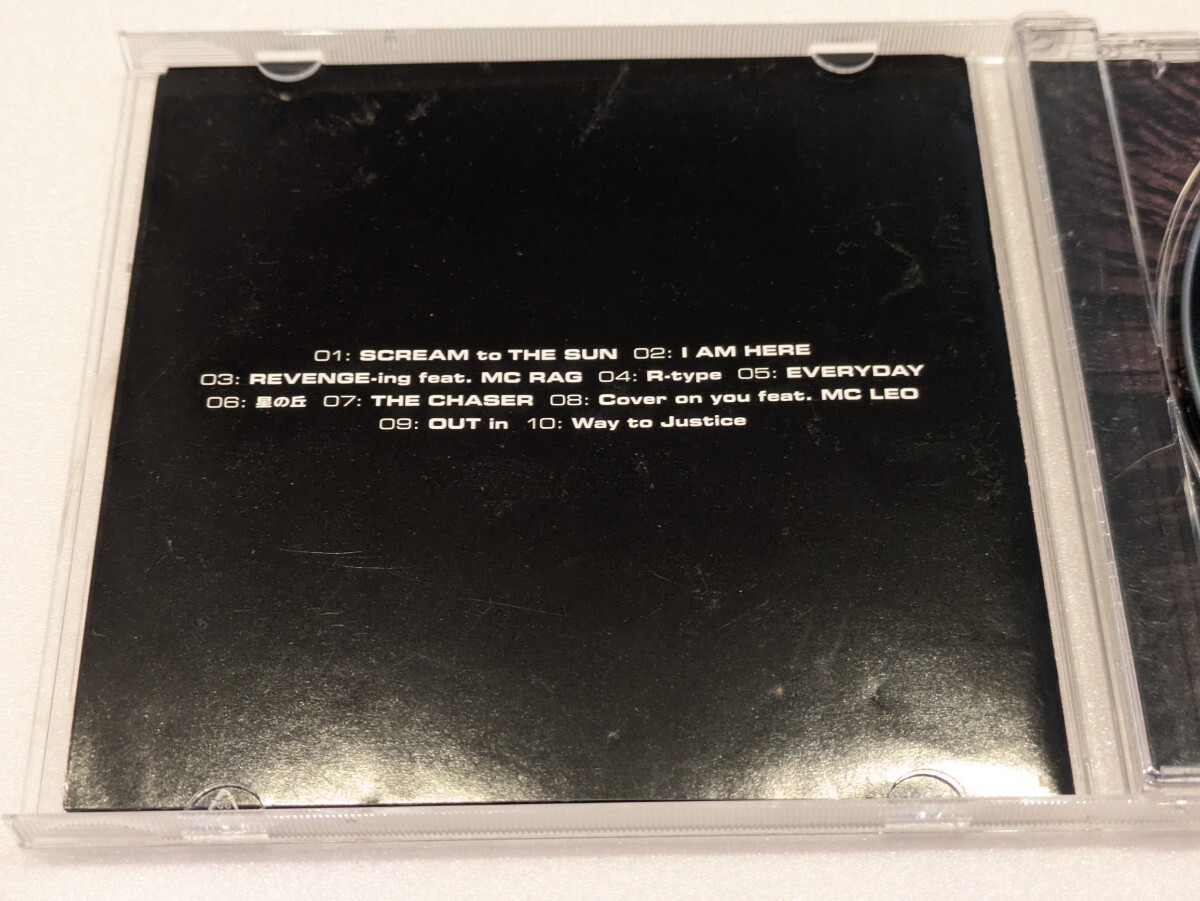 01: SCREAM to THE SUN 02: I AM HERE
03: REVENGE-ing feat. MC RAG 04: R-type 05: EVERYDAY
06: 星の丘 07: THE CHASER 08: Cover on you feat. MC LEO
09: OUT in 10: Way to Justice